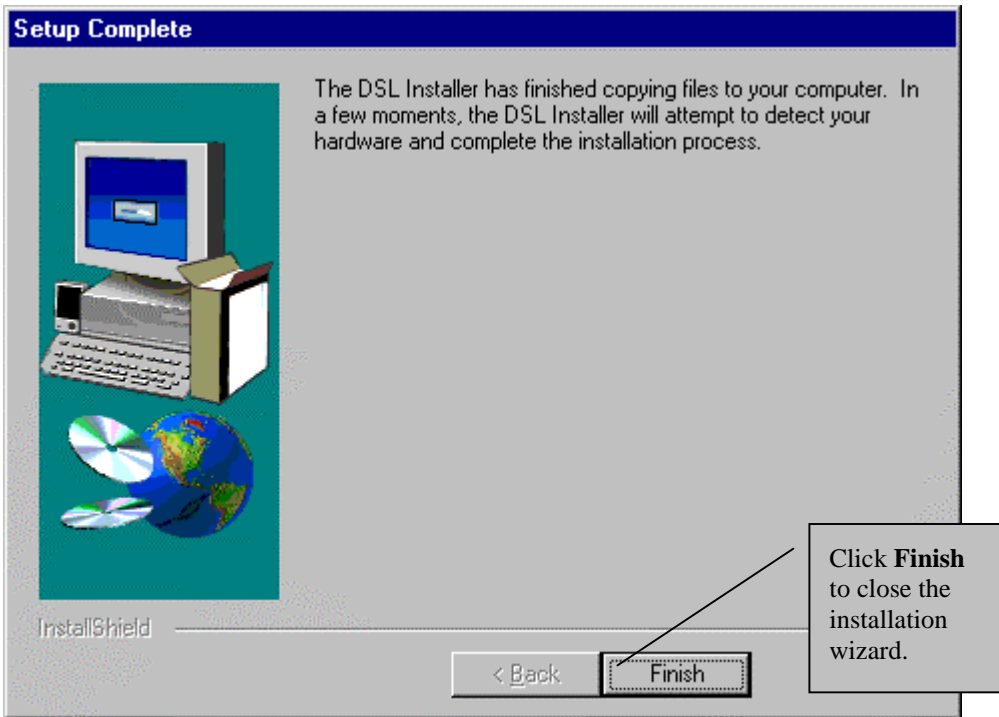 Setup Complete
The DSL Installer has finished copying files to your computer.  In
a few moments, the DSL Installer will attempt to detect your
hardware and complete the installation process.
Click Finish
to close the
installation
wizard.
InstallShield
< Back
Finish